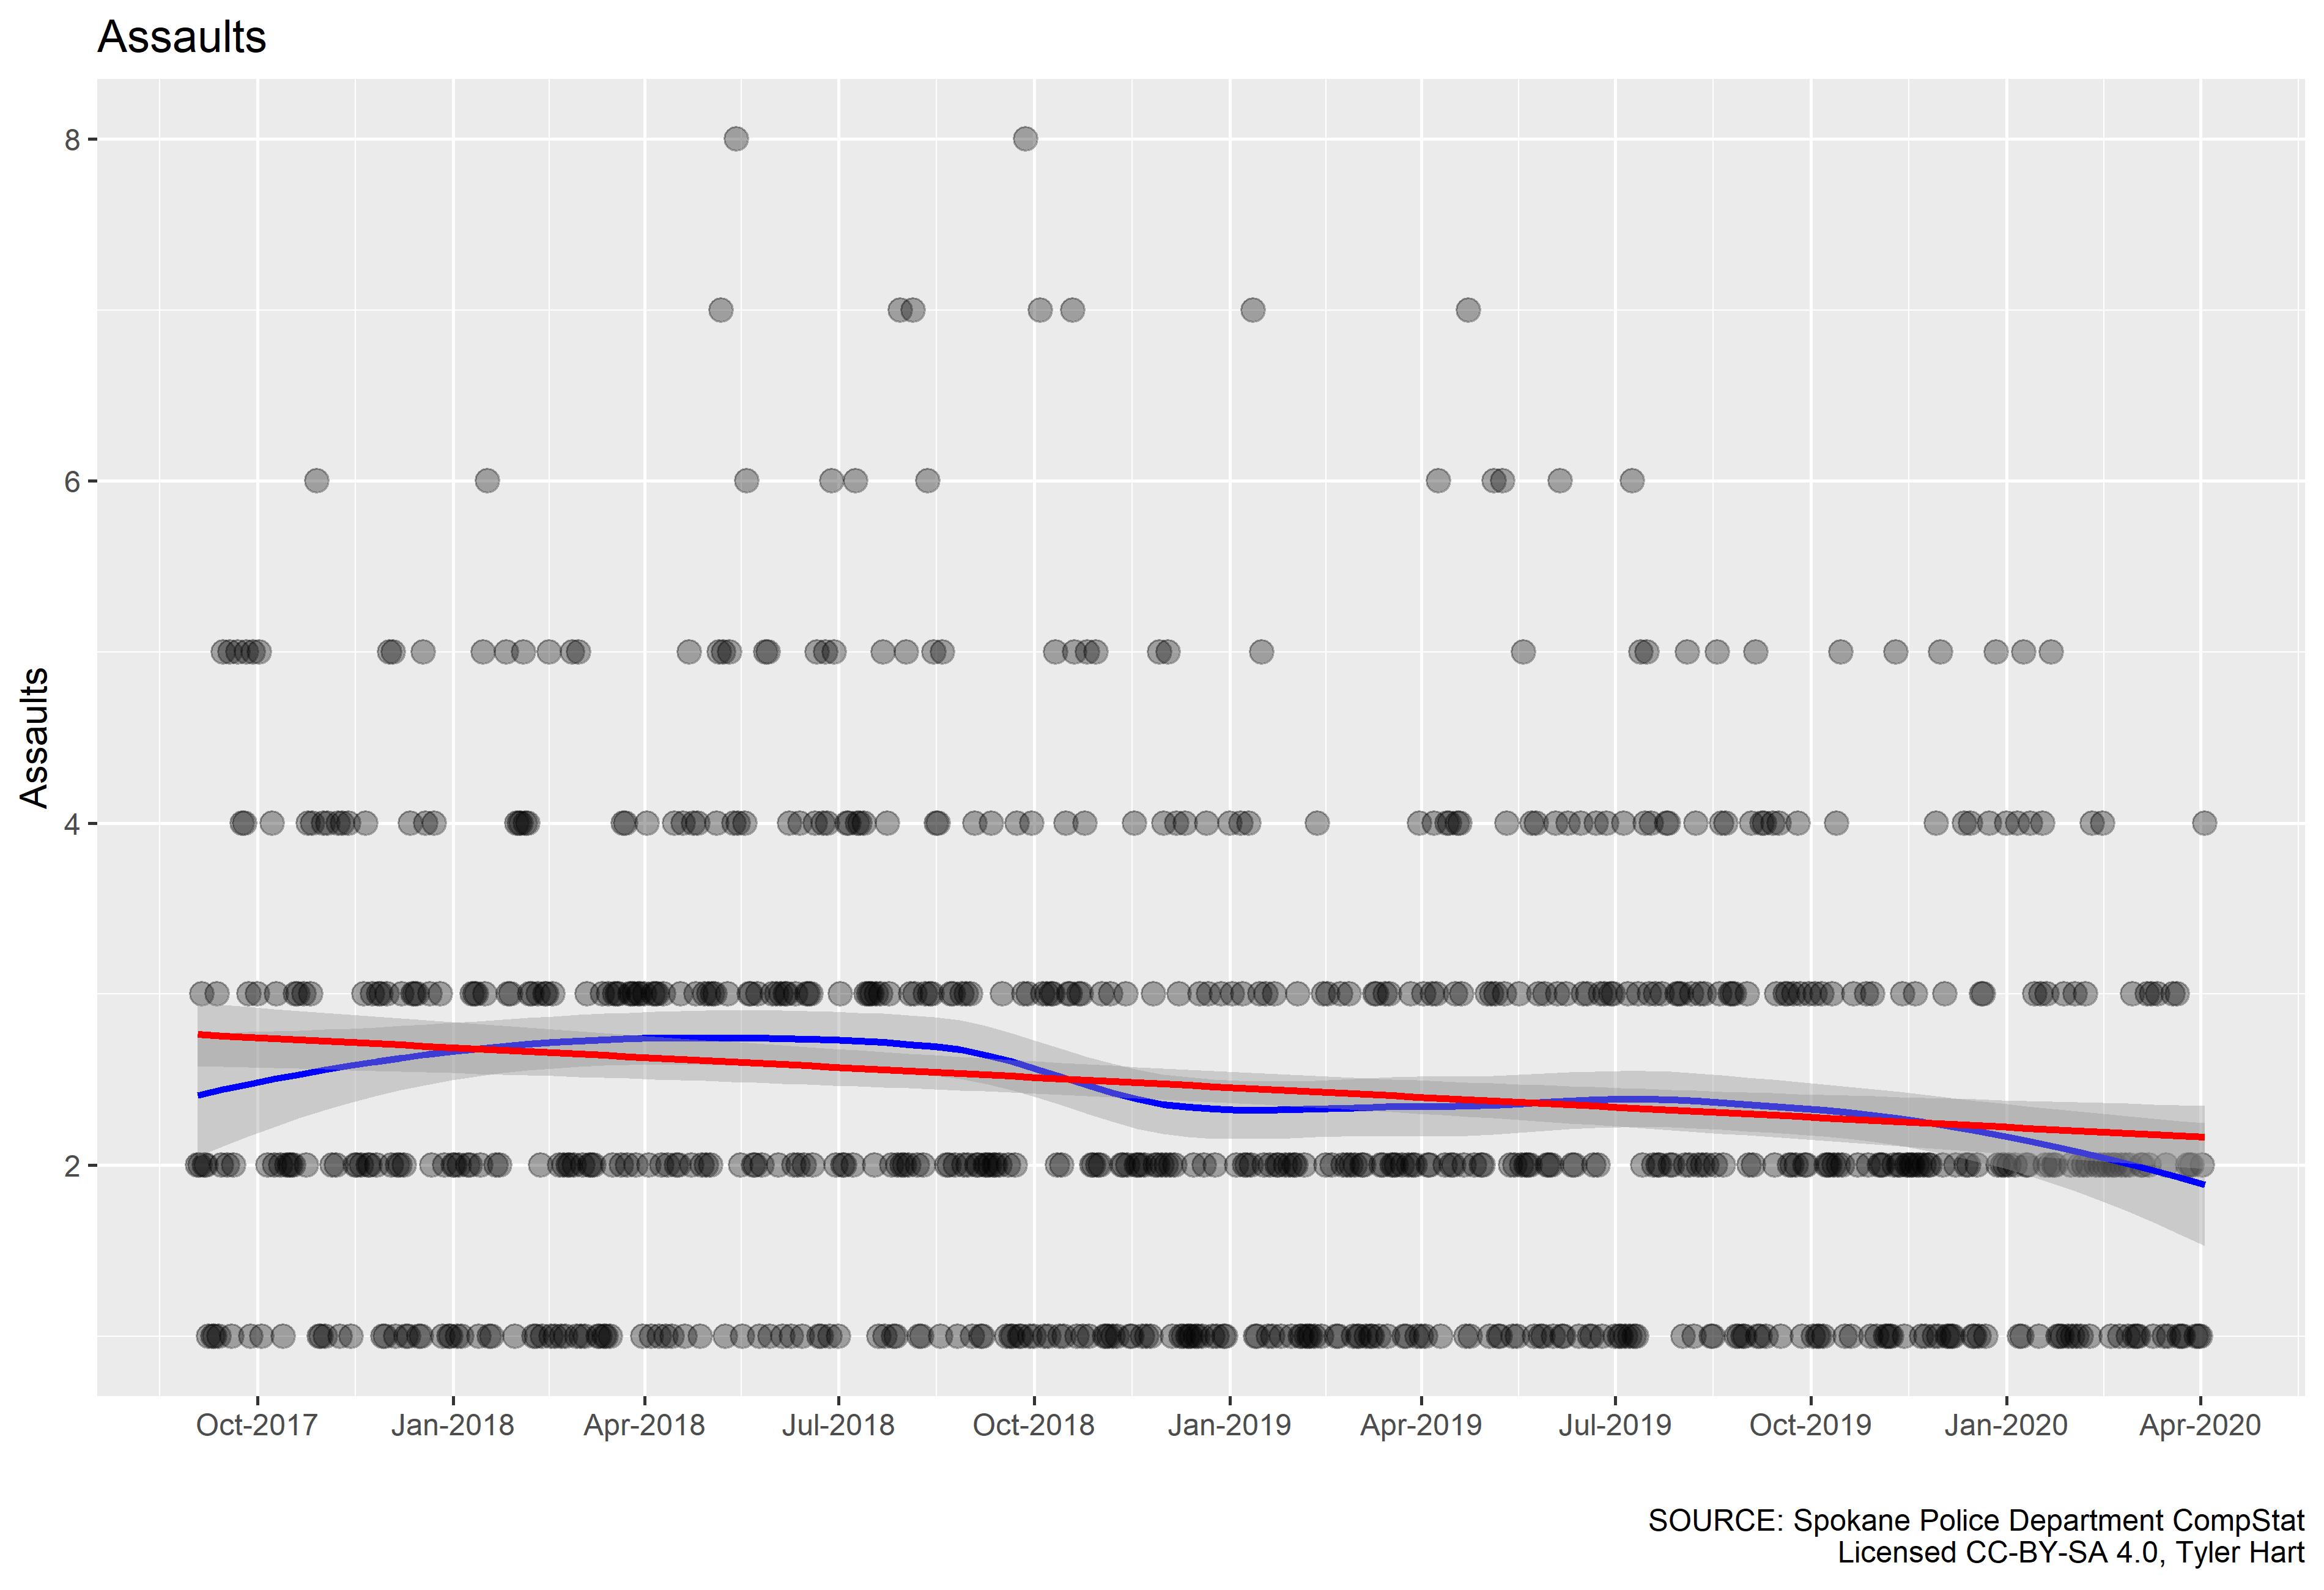 Assaults
8
6
4
2
Assaults
Oct-2017 Jan-2018 Apr-2018 Jul-2018 Oct-2018 Jan-2019 Apr-2019 Jul-2019 Oct-2019 Jan-2020 Apr-2020
SOURCE: Spokane Police Department CompStat
Licensed CC-BY-SA 4.0, Tyler Hart